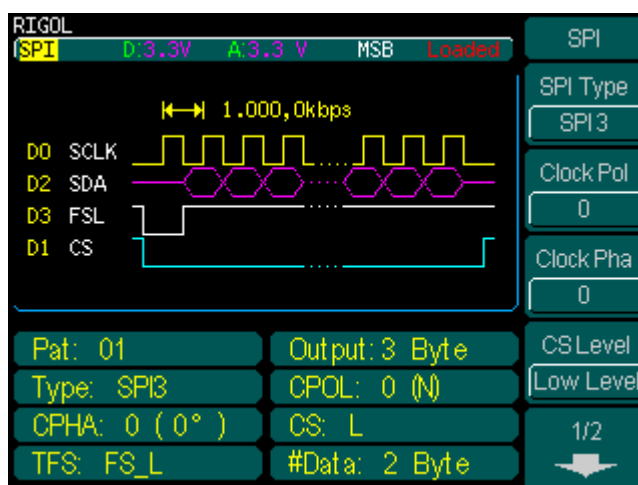 RIGOL
SPI D:3.3V A:3.3 V MSB Loaded
1.000,0kbps
D0 SCLK
D2 SDA
D3 FSL
D1 CS
Pat: 01
Output: 3 Byte
Type: SPI3
CPOL: 0 (N)
CPHA: 0 ( 0° )
CS: L
TFS: FS_L
#Data: 2 Byte
SPI
SPI Type
SPI3
Clock Pol
0
Clock Pha
0
CS Level
Low Level
1/2